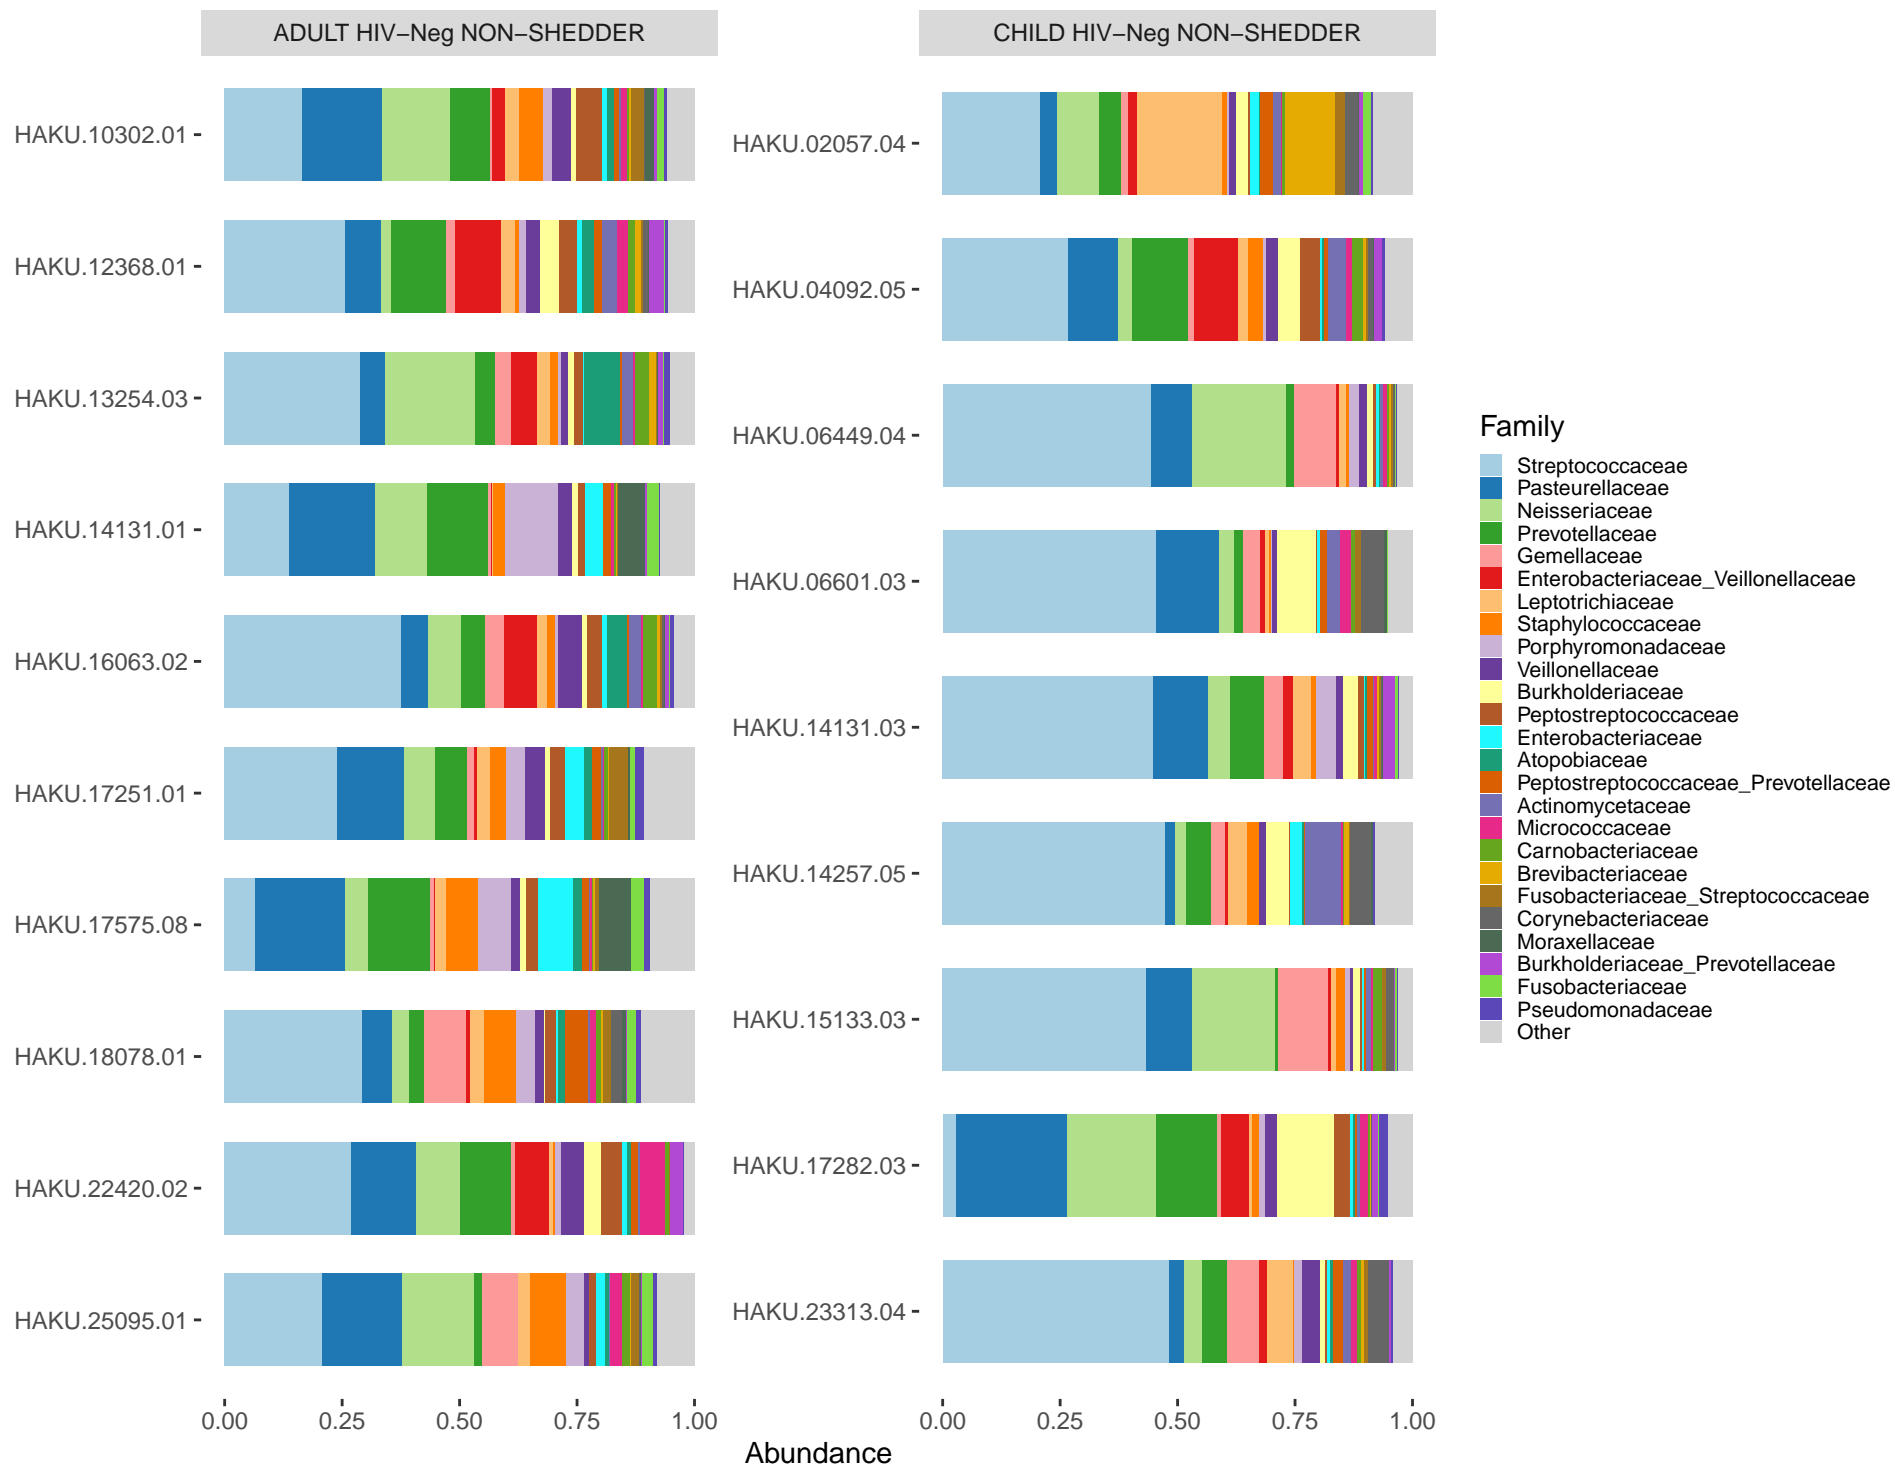 ADULT HIV−Neg NON−SHEDDER
HAKU.10302.01
HAKU.12368.01
HAKU.13254.03
HAKU.14131.01
HAKU.16063.02
HAKU.17251.01
HAKU.17575.08
HAKU.18078.01
HAKU.22420.02
HAKU.25095.01
0.00 0.25 0.50 0.75 1.00
CHILD HIV−Neg NON−SHEDDER
HAKU.02057.04
HAKU.04092.05
HAKU.06449.04
HAKU.06601.03
HAKU.14131.03
HAKU.14257.05
HAKU.15133.03
HAKU.17282.03
HAKU.23313.04
0.00 0.25 0.50 0.75 1.00
Abundance
Family
Streptococcaceae
Pasteurellaceae
Neisseriaceae
Prevotellaceae
Gemellaceae
Enterobacteriaceae_Veillonellaceae
Leptotrichiaceae
Staphylococcaceae
Porphyromonadaceae
Veillonellaceae
Burkholderiaceae
Peptostreptococcaceae
Enterobacteriaceae
Atopobiaceae
Peptostreptococcaceae_Prevotellaceae
Actinomycetaceae
Micrococcaceae
Carnobacteriaceae
Brevibacteriaceae
Fusobacteriaceae_Streptococcaceae
Corynebacteriaceae
Moraxellaceae
Burkholderiaceae_Prevotellaceae
Fusobacteriaceae
Pseudomonadaceae
Other